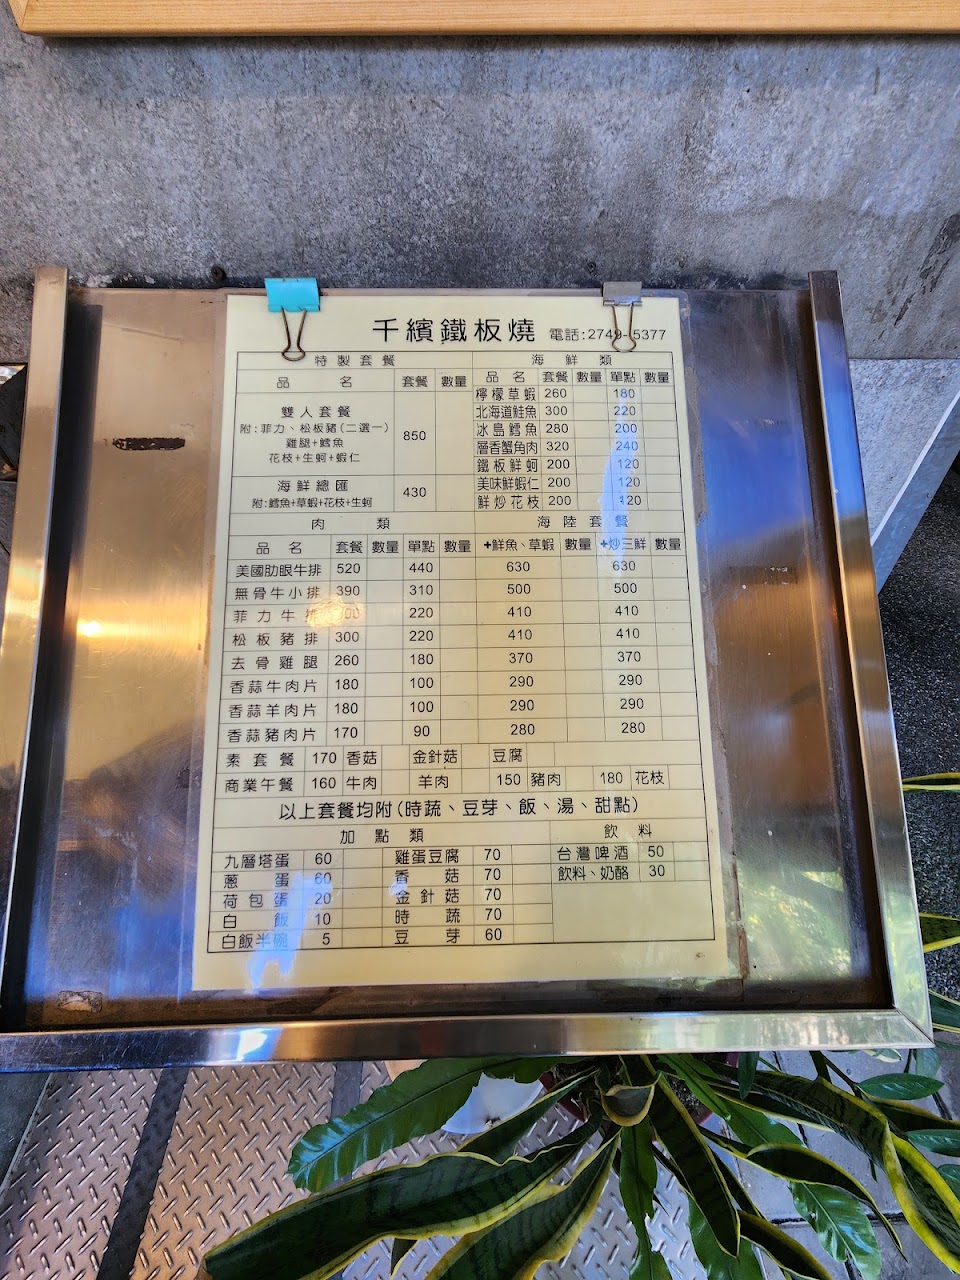 千繽鐵板燒 電話:2749-5377
特製套餐
品名 套餐 數量
雙人套餐
附:菲力、松板豬(二選一)
雞腿+鱈魚
花枝+生蚵+蝦仁
850
海鮮總匯
附:鱈魚+草蝦+花枝+生蚵
430
海鮮類
品名 套餐 數量 單點 數量
檸檬草蝦 260 180
北海道鮭魚 300 220
冰島鱈魚 280 200
層香蟹角肉 320 240
鐵板鮮蚵 200 120
美味鮮蝦仁 200 120
鮮炒花枝 200 120
肉類 海陸套餐
品名 套餐 數量 單點 數量 +鮮魚、草蝦 數量 +炒三鮮 數量
美國肋眼牛排 520 440 630 630
無骨牛小排 390 310 500 500
菲力牛排 300 220 410 410
松板豬排 300 220 410 410
去骨雞腿 260 180 370 370
香蒜牛肉片 180 100 290 290
香蒜羊肉片 180 100 290 290
香蒜豬肉片 170 90 280 280
素套餐 170 香菇 金針菇 豆腐
商業午餐 160 牛肉 羊肉 150 豬肉 180 花枝
以上套餐均附(時蔬、豆芽、飯、湯、甜點)
加點類
九層塔蛋 60 雞蛋豆腐 70
蔥蛋 60 香菇 70
荷包蛋 20 金針菇 70
白飯 10 時蔬 70
白飯半碗 5 豆芽 60
飲料
台灣啤酒 50
飲料、奶酪 30